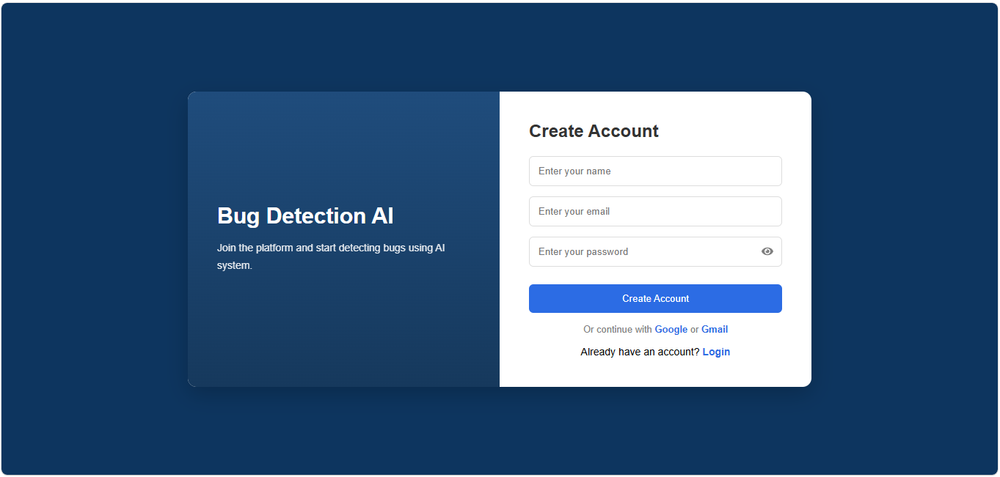 Bug Detection AI
Join the platform and start detecting bugs using AI
system.
Create Account
Enter your name
Enter your email
Enter your password
Create Account
Or continue with Google or Gmail
Already have an account? Login